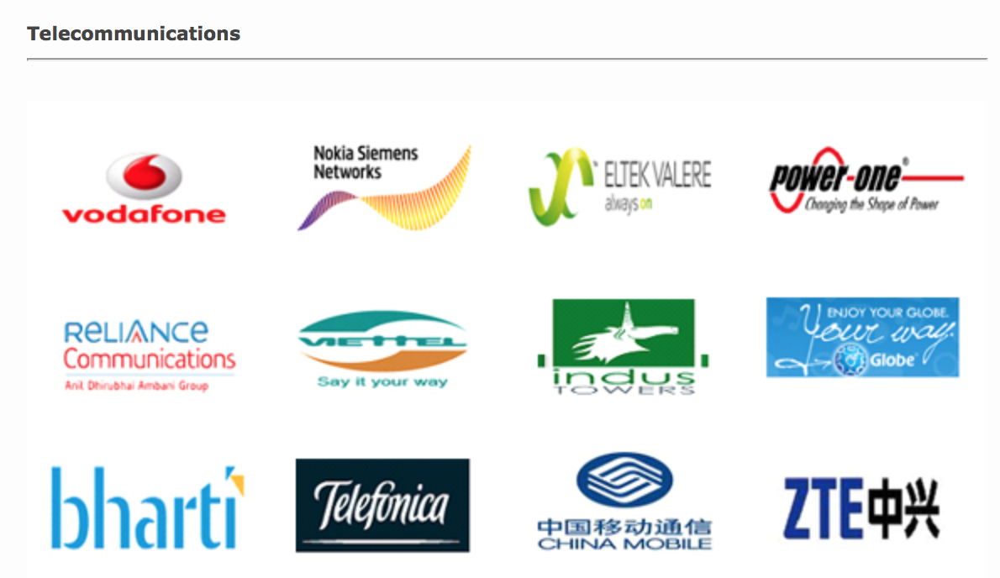 Telecommunications
vodafone
Nokia Siemens
Networks
ELTEK VALERE
always on
power-one®
Changing the Shape of Power
RELIANCE
Communications
Anil Dhirubhai Ambani Group
VIETTEL
Say it your way
indus
TOWERS
ENJOY YOUR GLOBE.
Your way.
Globe
bharti
Telefónica
中国移动通信
CHINA MOBILE
ZTE中兴